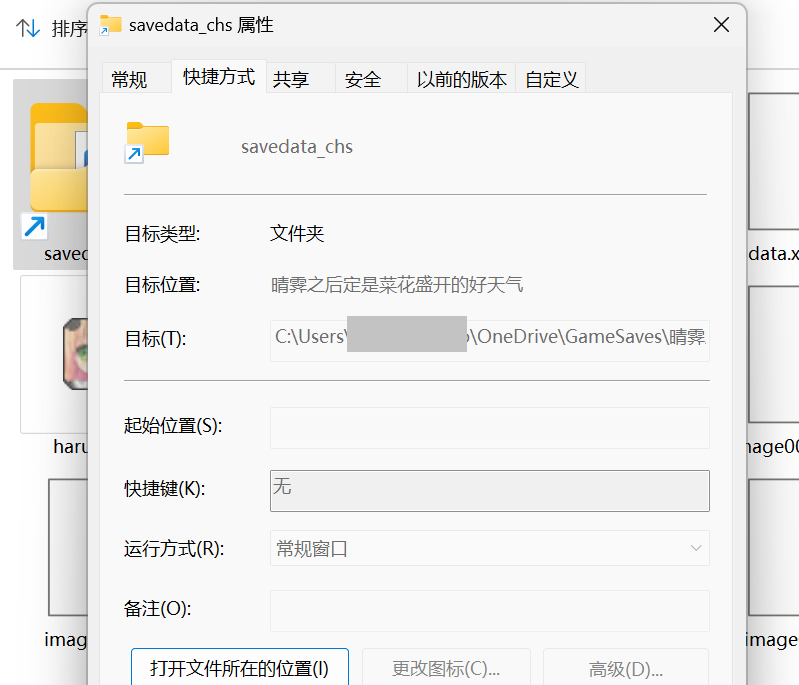 排序
savedata_chs 属性
常规
快捷方式
共享
安全
以前的版本
自定义
savedata_chs
目标类型:
文件夹
目标位置:
晴霁之后定是菜花盛开的好天气
目标(T):
C:\Users\
\OneDrive\GameSaves\晴霁
起始位置(S):
快捷键(K):
无
运行方式(R):
常规窗口
备注(O):
打开文件所在的位置(I)
更改图标(C)...
高级(D)...
saved
data.x
haru
mage00
imag
image